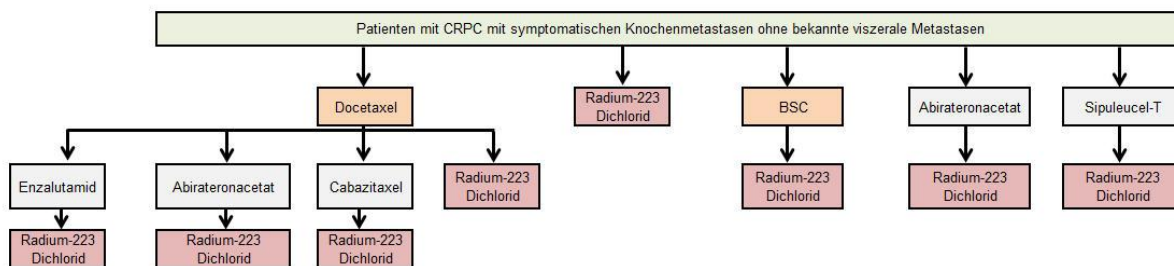 Patienten mit CRPC mit symptomatischen Knochenmetastasen ohne bekannte viszerale Metastasen
Docetaxel
Radium-223
Dichlorid
BSC
Abirateronacetat
Sipuleucel-T
Enzalutamid
Abirateronacetat
Cabazitaxel
Radium-223
Dichlorid
Radium-223
Dichlorid
Radium-223
Dichlorid
Radium-223
Dichlorid
Radium-223
Dichlorid
Radium-223
Dichlorid
Radium-223
Dichlorid